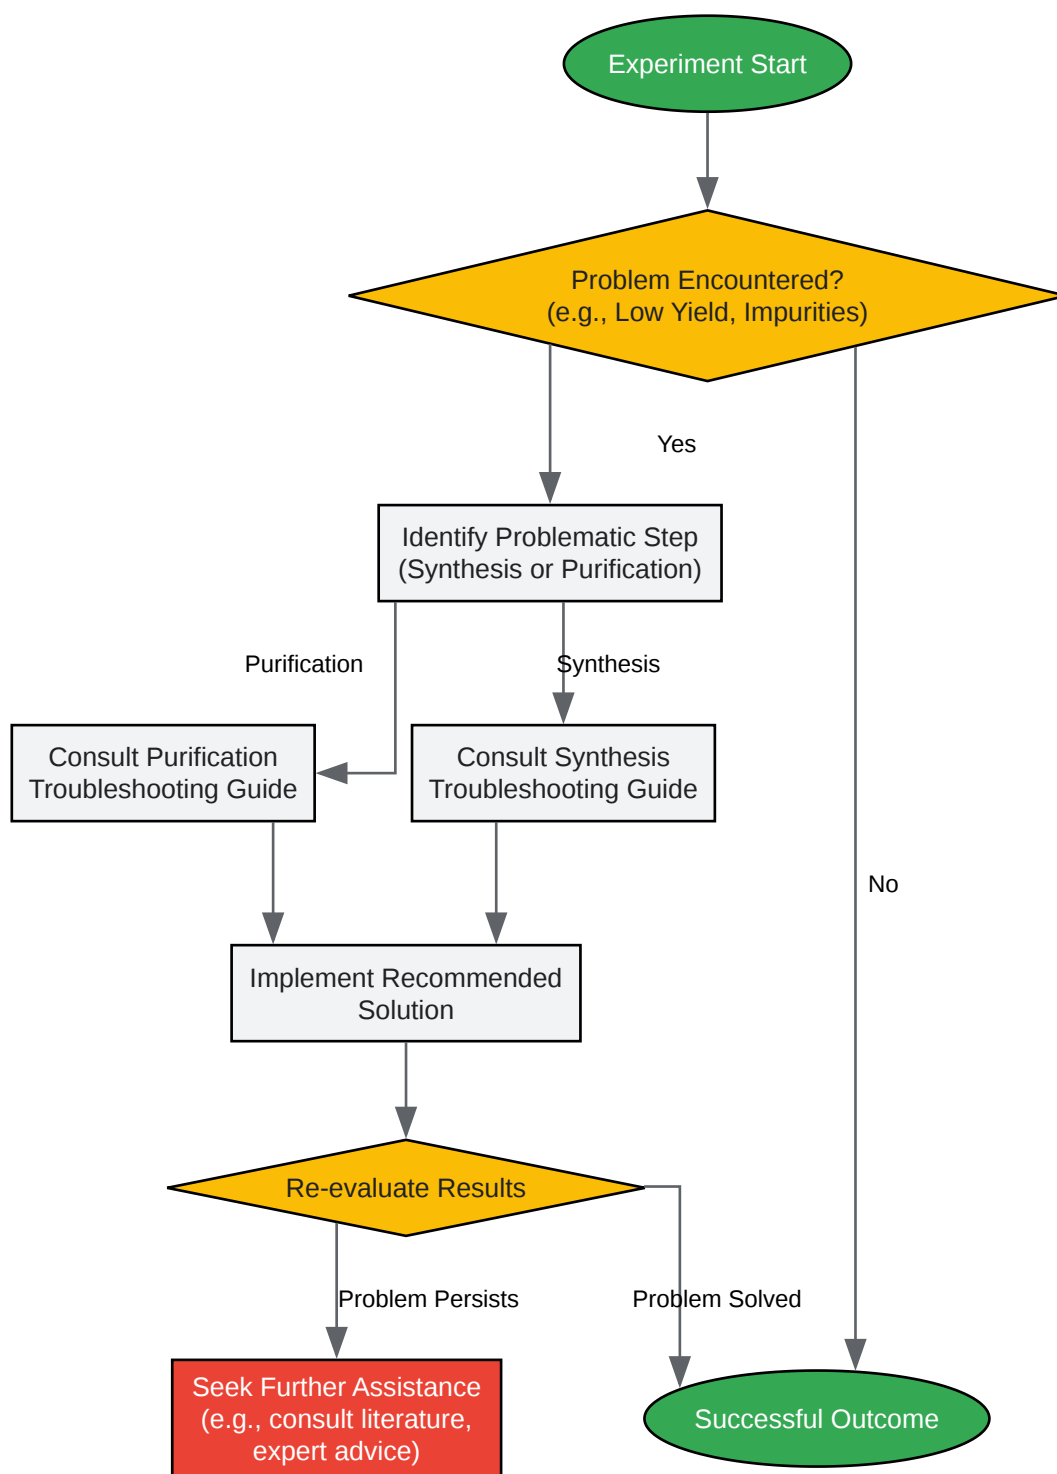 Experiment Start
Problem Encountered?
(e.g., Low Yield, Impurities)
Yes
Identify Problematic Step
(Synthesis or Purification)
Purification
Synthesis
Consult Purification
Troubleshooting Guide
Consult Synthesis
Troubleshooting Guide
No
Implement Recommended
Solution
Re-evaluate Results
Problem Persists
Problem Solved
Seek Further Assistance
(e.g., consult literature,
expert advice)
Successful Outcome